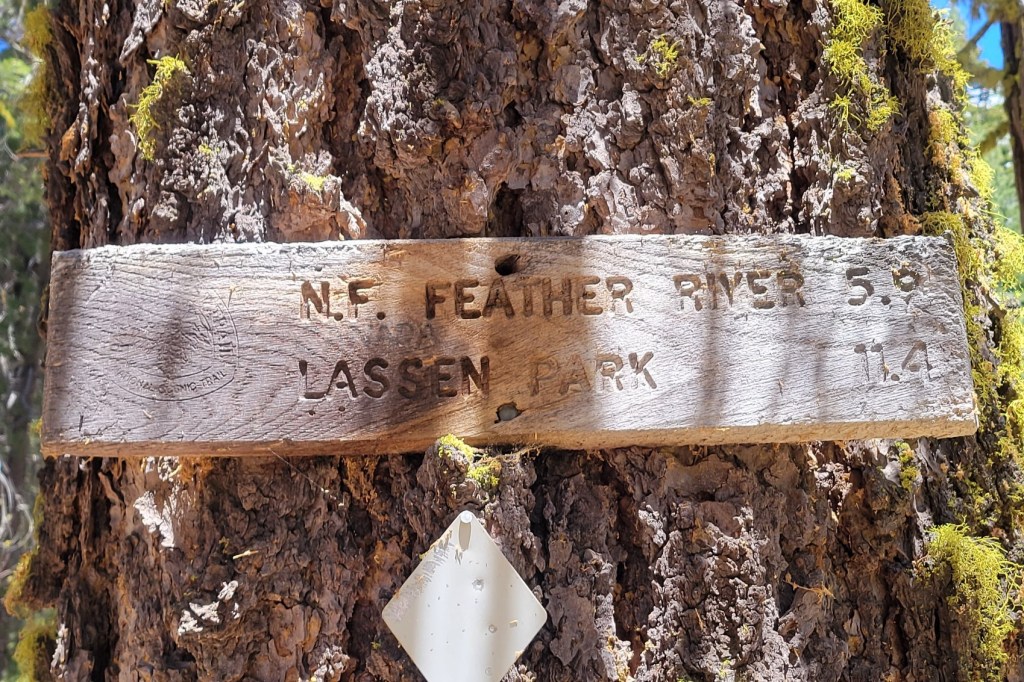 N.F. FEATHER RIVER 5.9
LASSEN PARK 11.4